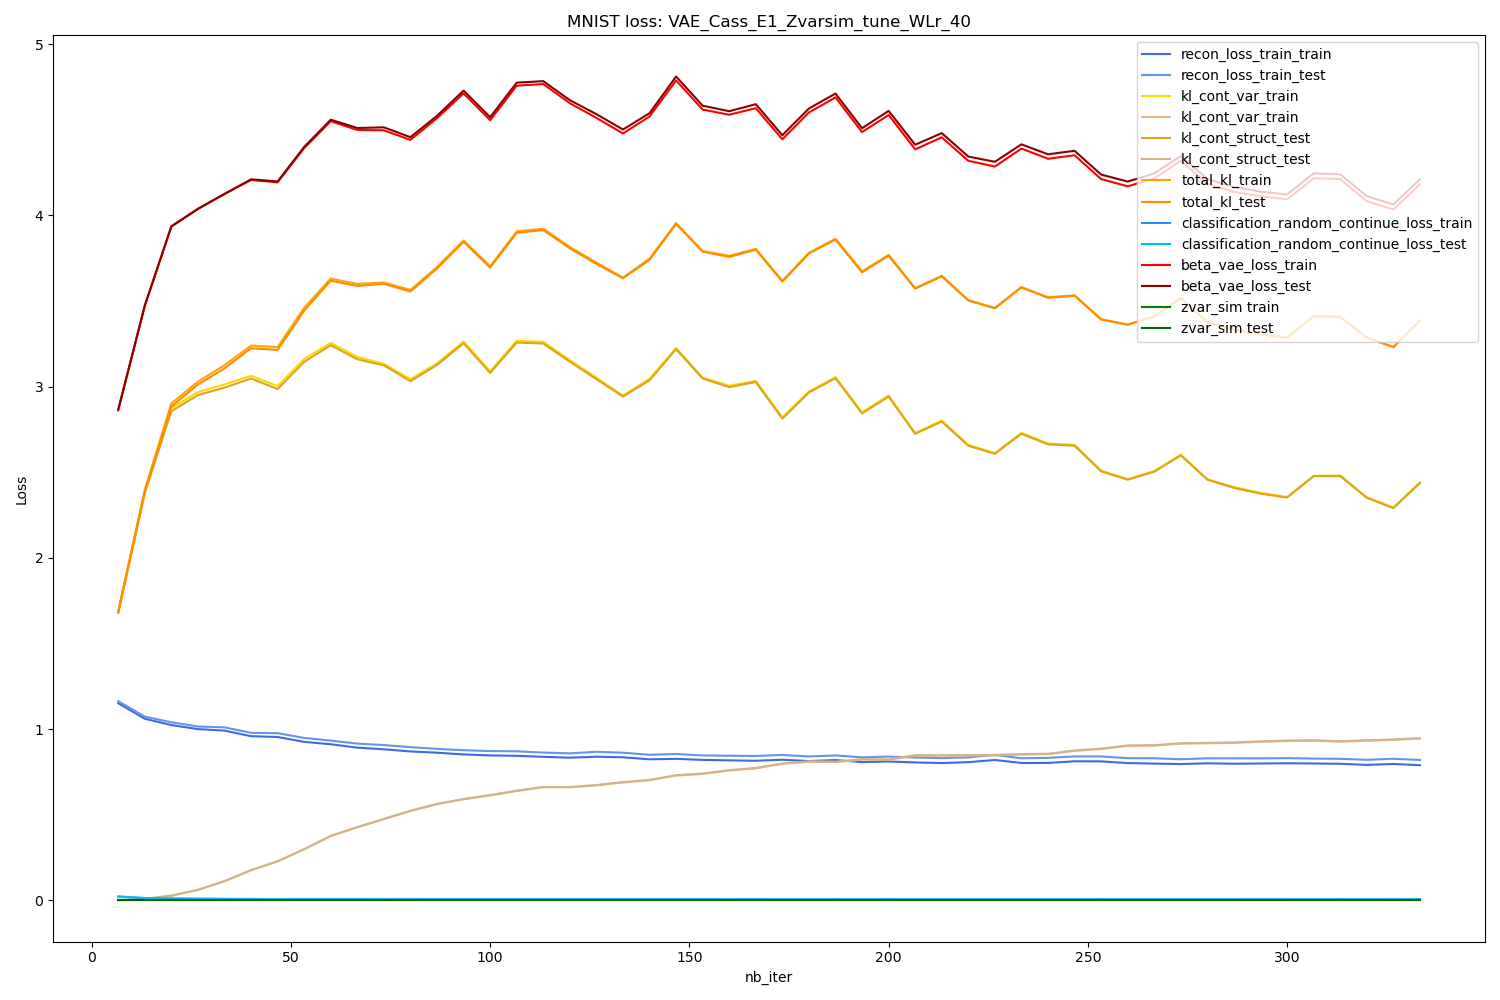 MNIST loss: VAE_Cass_E1_Zvarsim_tune_WLr_40
5
4
3
2
1
0
Loss
recon_loss_train_train
recon_loss_train_test
kl_cont_var_train
kl_cont_var_train
kl_cont_struct_test
kl_cont_struct_test
total_kl_train
total_kl_test
classification_random_continue_loss_train
classification_random_continue_loss_test
beta_vae_loss_train
beta_vae_loss_test
zvar_sim train
zvar_sim test
0 50 100 150 200 250 300
nb_iter